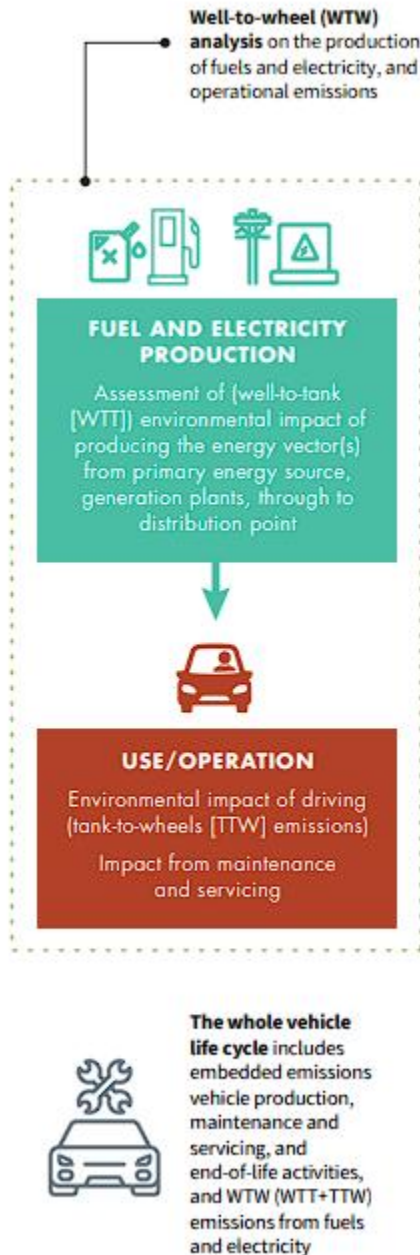 Well-to-wheel (WTW)
analysis on the production
of fuels and electricity, and
operational emissions
FUEL AND ELECTRICITY
PRODUCTION
Assessment of (well-to-tank
[WTT]) environmental impact of
producing the energy vector(s)
from primary energy source,
generation plants, through to
distribution point
USE/OPERATION
Environmental impact of driving
(tank-to-wheels [TTW] emissions)
Impact from maintenance
and servicing
The whole vehicle
life cycle includes
embedded emissions
vehicle production,
maintenance and
servicing, and
end-of-life activities,
and WTW (WTT+TTW)
emissions from fuels
and electricity